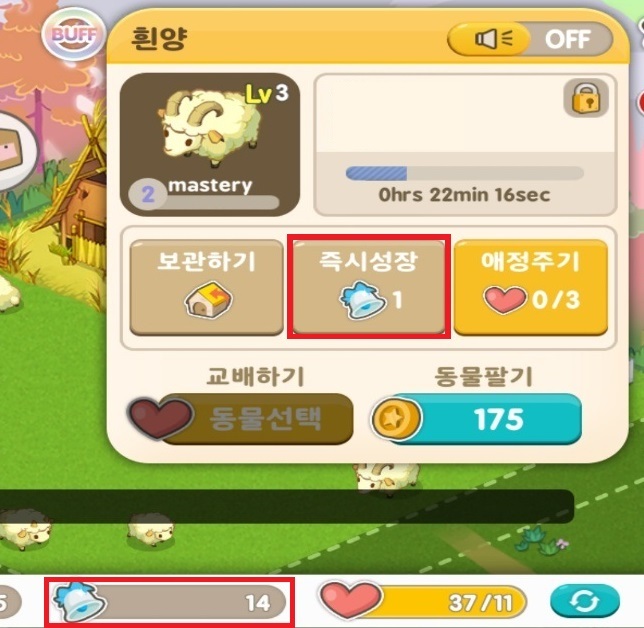 BUFF
흰양
OFF
Lv3
2 mastery
0hrs 22min 16sec
보관하기
즉시성장
1
애정주기
0/3
교배하기
동물선택
동물팔기
175
5
14
37/11